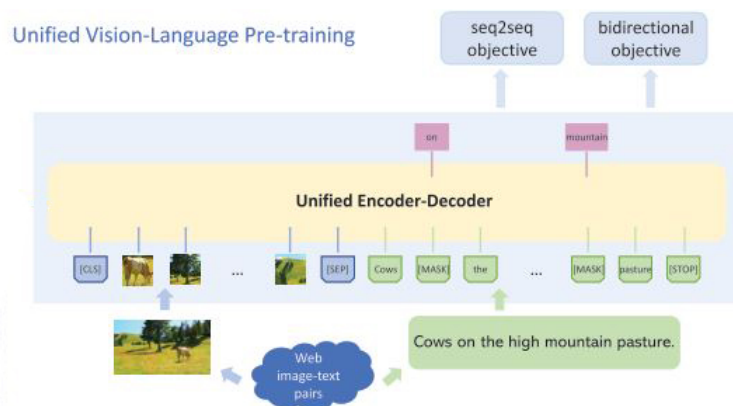 Unified Vision-Language Pre-training
seq2seq
objective
bidirectional
objective
on
mountain
Unified Encoder-Decoder
[CLS]
...
[SEP]
Cows
[MASK]
the
...
[MASK]
pasture
[STOP]
Web
image-text
pairs
Cows on the high mountain pasture.